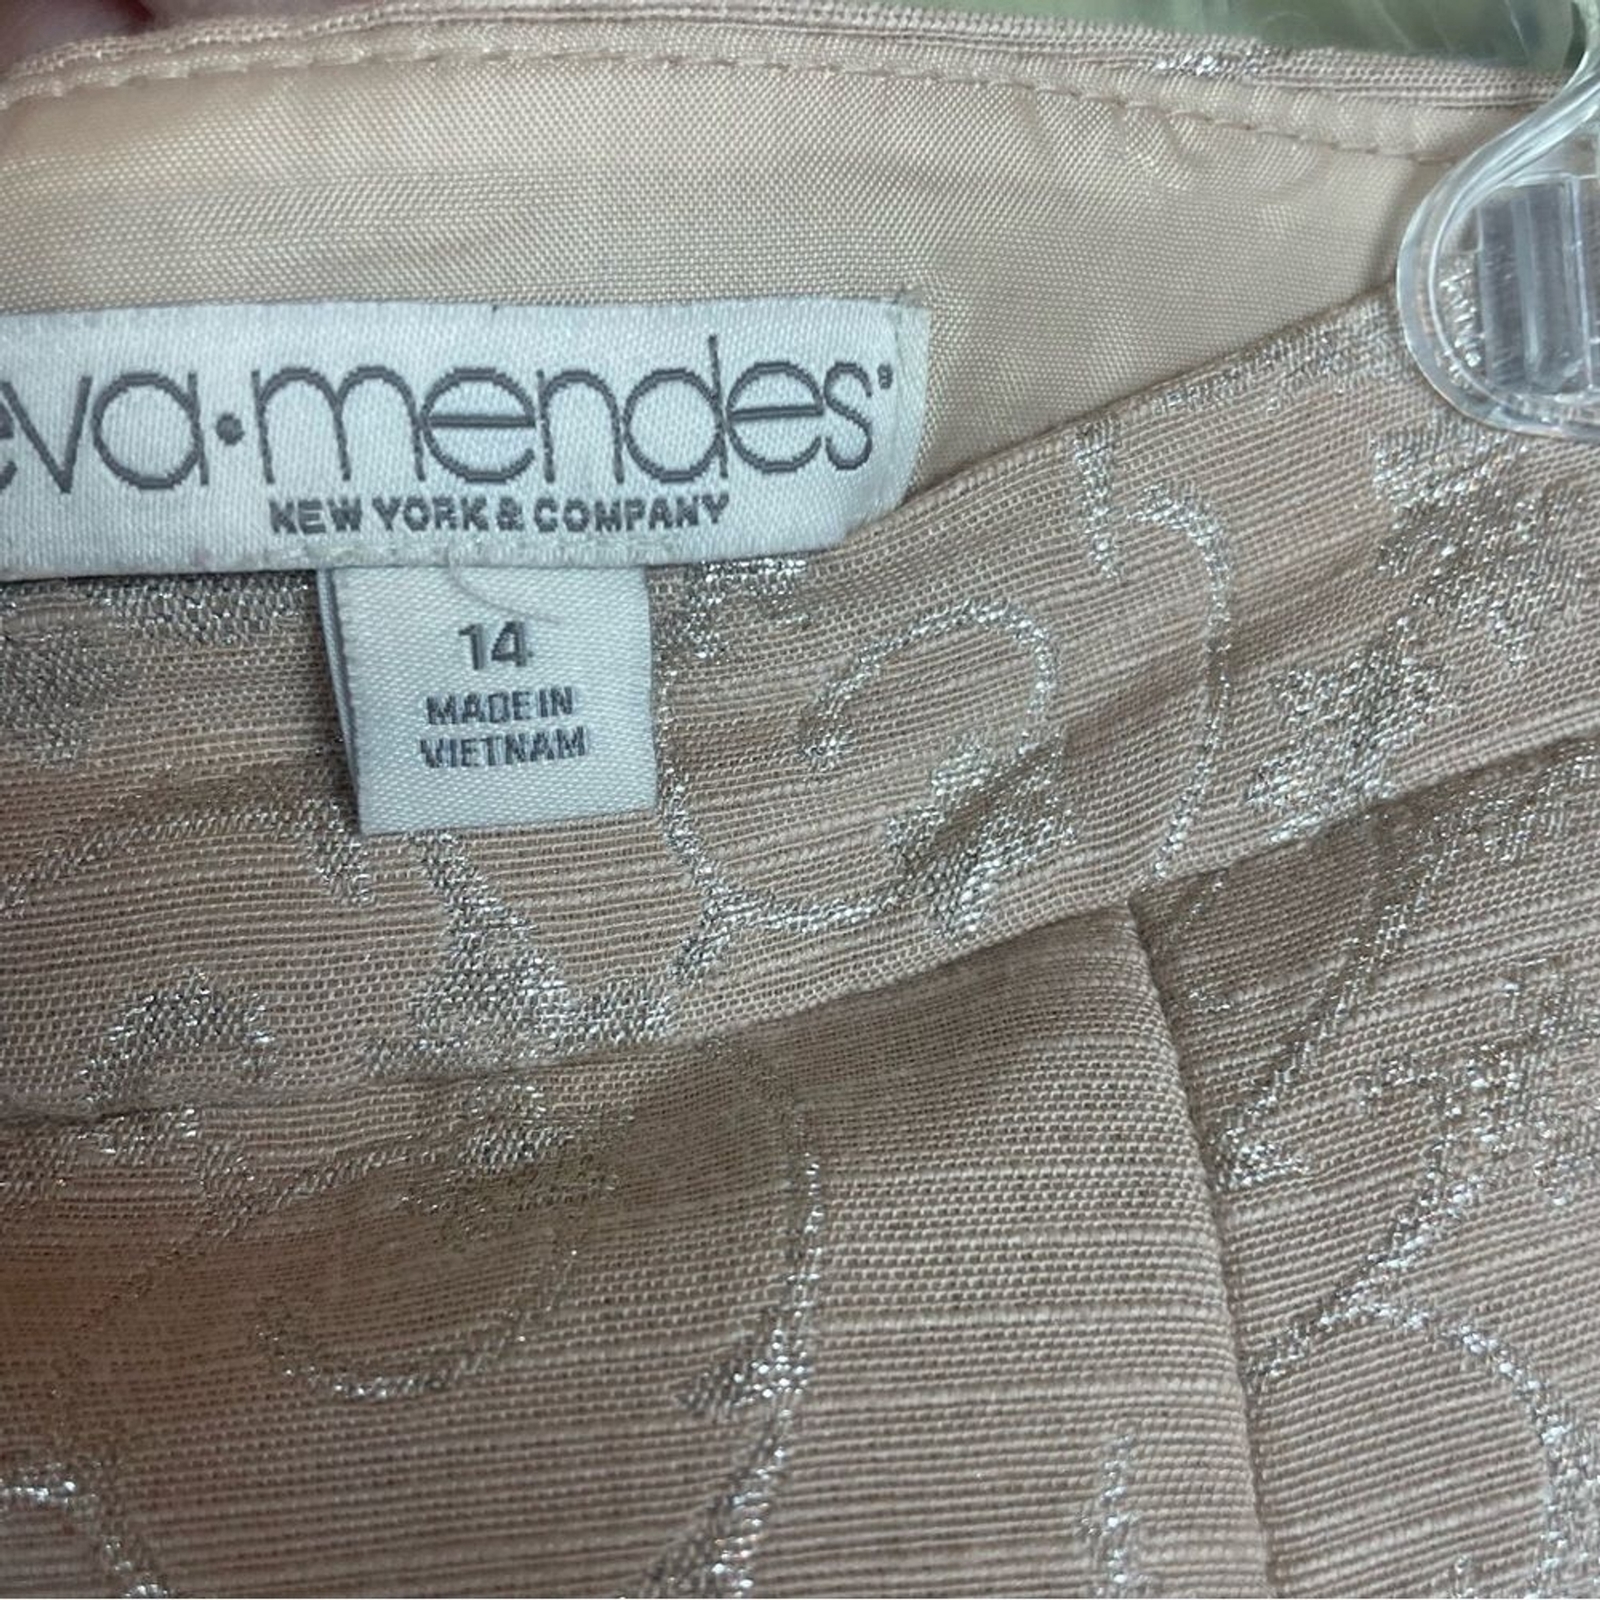 eva•mendes
NEW YORK & COMPANY
14
MADE IN
VIETNAM